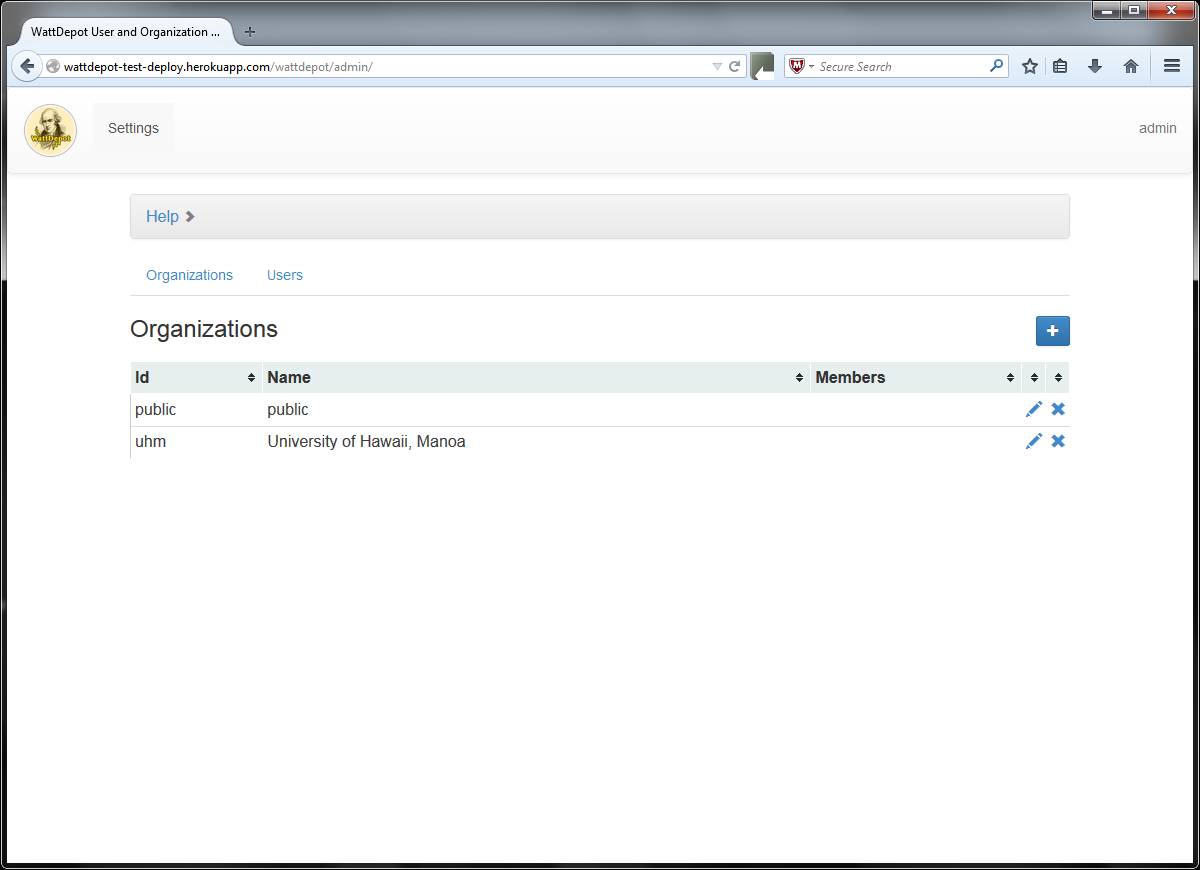 WattDepot User and Organization ...
wattdepot-test-deploy.herokuapp.com/wattdepot/admin/
Secure Search
WattDepot
Settings
admin
Help
Organizations Users
Organizations
Id Name Members
public public
uhm University of Hawaii, Manoa